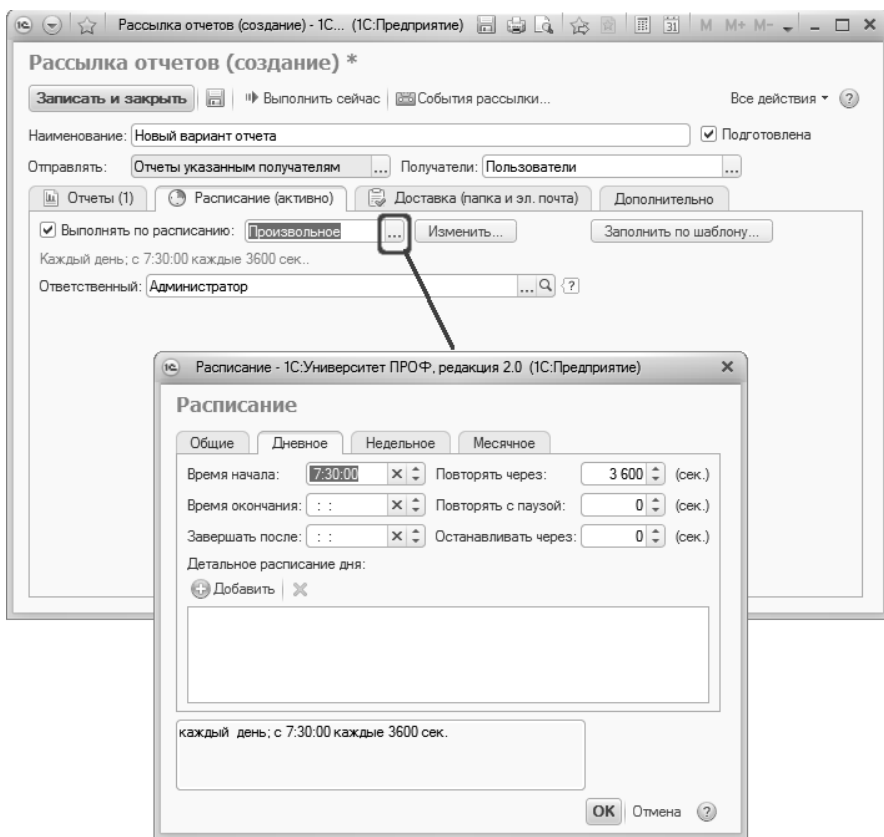 Рассылка отчетов (создание) - 1С... (1С:Предприятие) 31 M M+ M-
Рассылка отчетов (создание) *
Записать и закрыть Выполнить сейчас События рассылки... Все действия ?
Наименование: Новый вариант отчета Подготовлена
Отправлять: Отчеты указанным получателям ... Получатели: Пользователи ...
Отчеты (1) Расписание (активно) Доставка (папка и эл. почта) Дополнительно
Выполнять по расписанию: Произвольное ... Изменить... Заполнить по шаблону...
Каждый день; с 7:30:00 каждые 3600 сек..
Ответственный: Администратор ... ?
Расписание - 1С:Университет ПРОФ, редакция 2.0 (1С:Предприятие)
Расписание
Общие Дневное Недельное Месячное
Время начала: 7:30:00 Повторять через: 3 600 (сек.)
Время окончания: : : Повторять с паузой: 0 (сек.)
Завершать после: : : Останавливать через: 0 (сек.)
Детальное расписание дня:
Добавить
каждый день; с 7:30:00 каждые 3600 сек.
OK Отмена ?